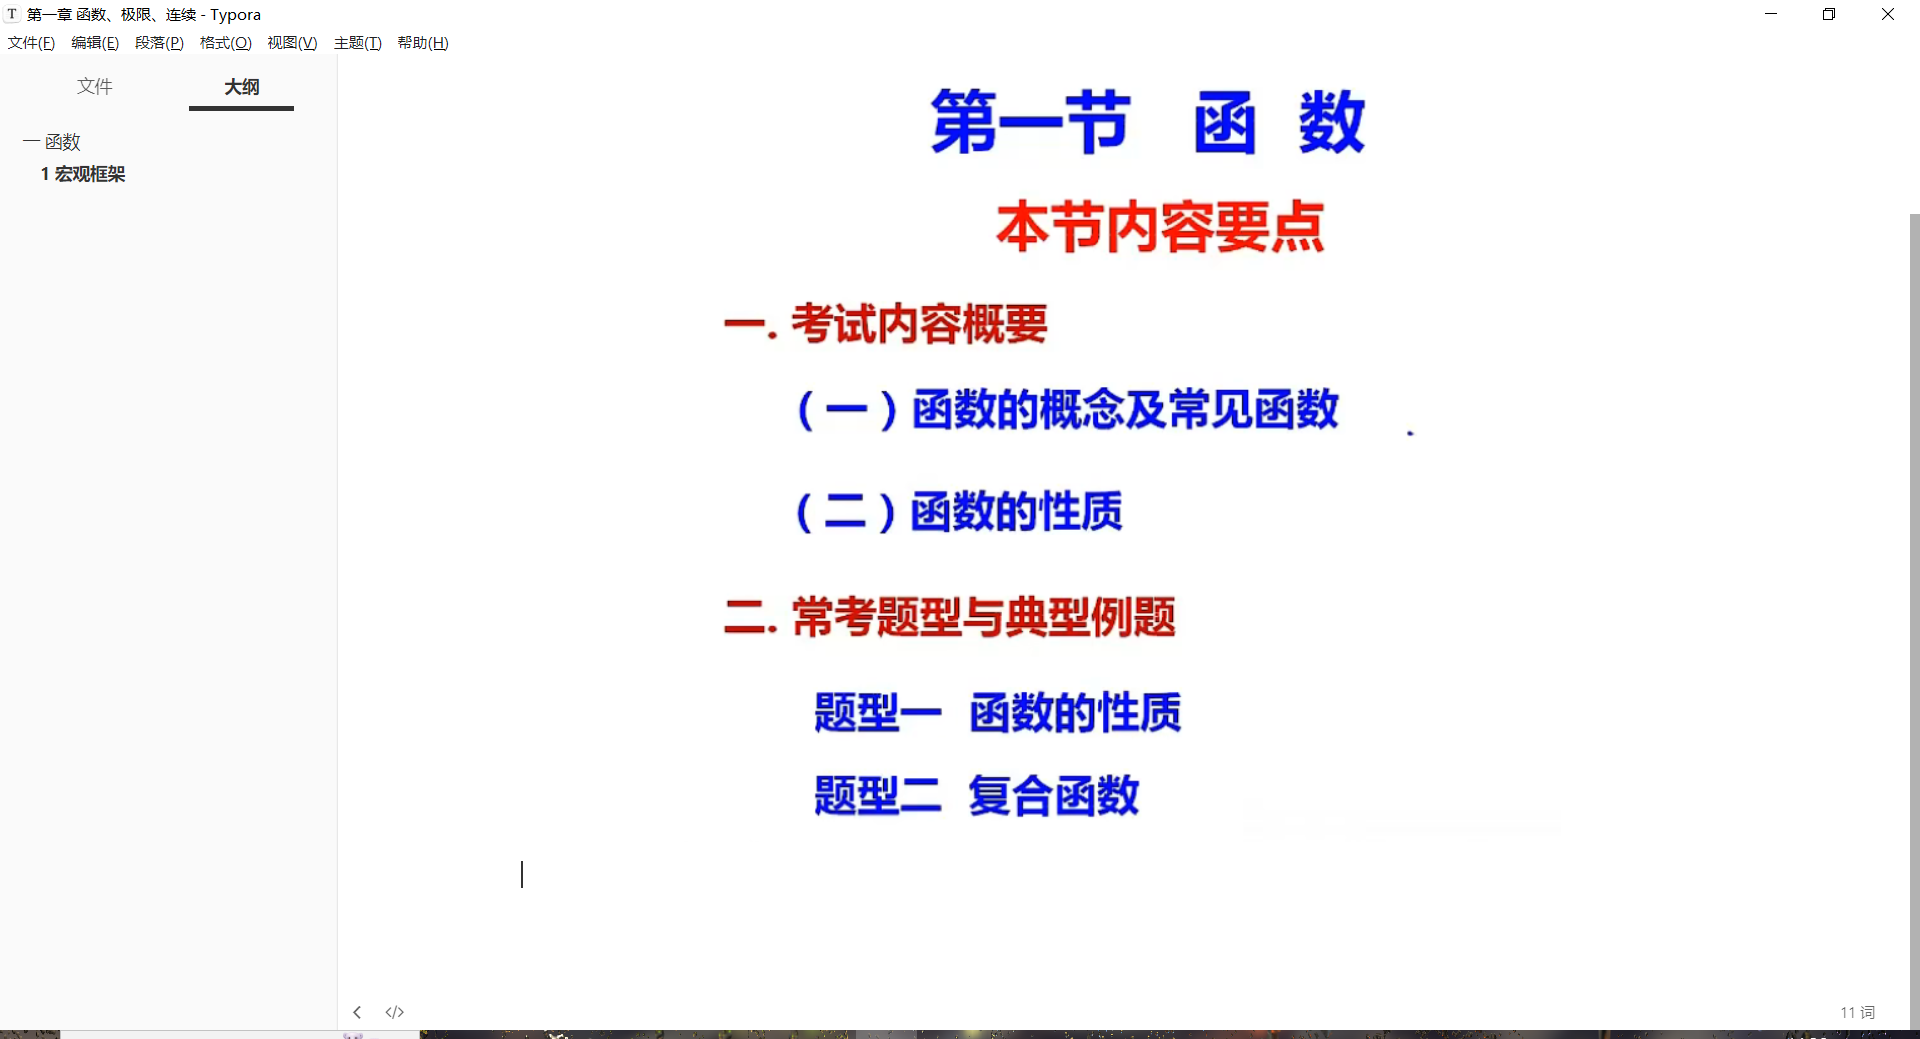 第一章 函数、极限、连续 - Typora
文件(F) 编辑(E) 段落(P) 格式(O) 视图(V) 主题(T) 帮助(H)
文件 大纲
一 函数
1 宏观框架
第一节 函 数
本节内容要点
一. 考试内容概要
（一）函数的概念及常见函数
（二）函数的性质
二. 常考题型与典型例题
题型一 函数的性质
题型二 复合函数
11 词